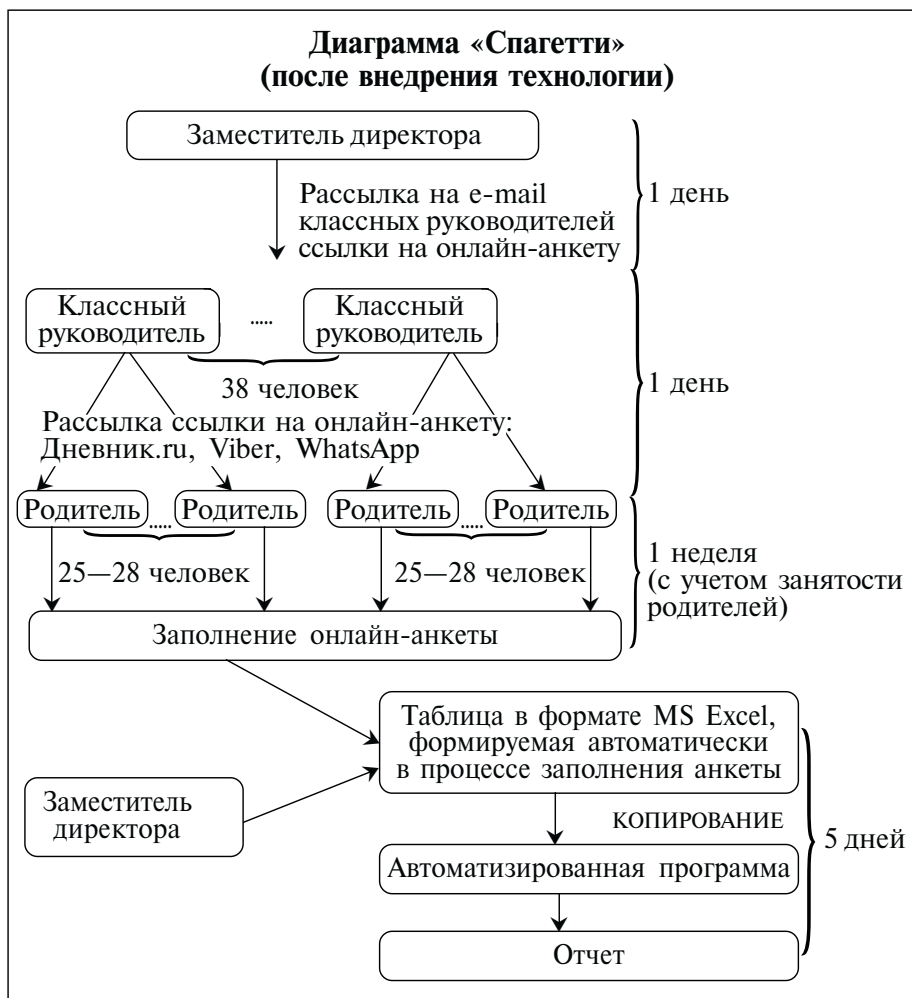 Диаграмма «Спагетти»
(после внедрения технологии)
Заместитель директора
Рассылка на e-mail
классных руководителей
ссылки на онлайн-анкету
1 день
Классный
руководитель
.....
Классный
руководитель
38 человек
1 день
Рассылка ссылки на онлайн-анкету:
Дневник.ru, Viber, WhatsApp
Родитель ..... Родитель
Родитель ..... Родитель
25—28 человек
25—28 человек
1 неделя
(с учетом занятости
родителей)
Заполнение онлайн-анкеты
Таблица в формате MS Excel,
формируемая автоматически
в процессе заполнения анкеты
Заместитель
директора
КОПИРОВАНИЕ
5 дней
Автоматизированная программа
Отчет